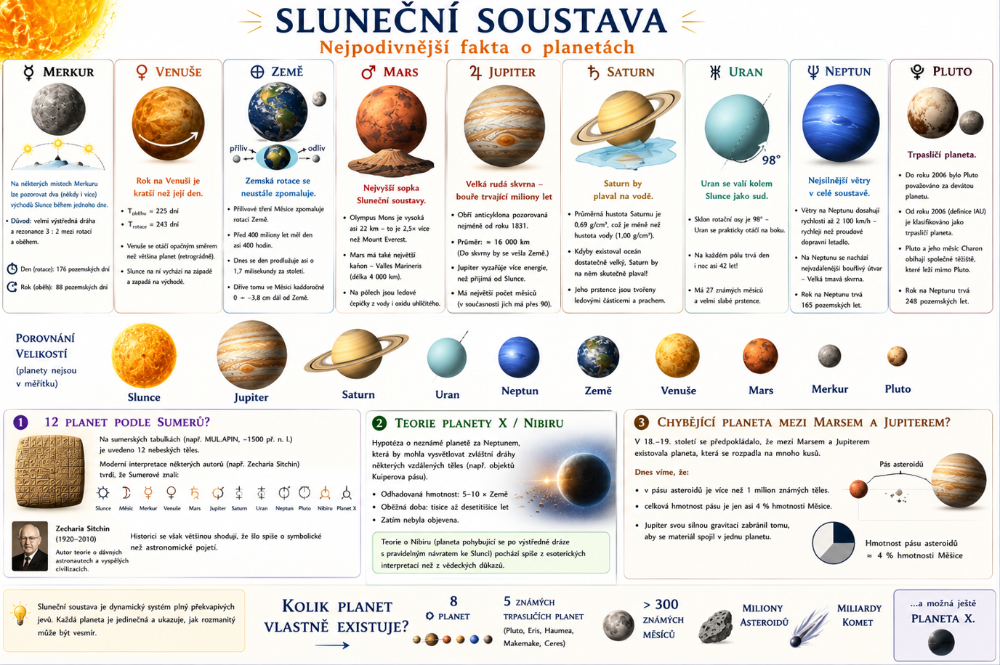 SLUNEČNÍ SOUSTAVA
Nejpodivnější fakta o planetách
☿ MERKUR
Na některých místech Merkuru
lze pozorovat dva (někdy i více)
východů Slunce během jednoho dne.
• Důvod: velmi výstředná dráha
a rezonance 3 : 2 mezi rotací
a oběhem.
Den (rotace): 176 pozemských dní
Rok (oběh): 88 pozemských dní
♀ VENUŠE
Rok na Venuši je
kratší než její den.
• Toběhu = 225 dní
• Trotace = 243 dní
• Venuše se otáčí opačným směrem
než většina planet (retrográdně).
• Slunce na ní vychází na západě
a zapadá na východě.
ZEMĚ
příliv
odliv
Zemská rotace se
neustále zpomaluje.
• Přílivové tření Měsíce zpomaluje
rotaci Země.
• Před 400 miliony let měl den
asi 400 hodin.
• Dnes se den prodlužuje asi o
1,7 milisekundy za století.
• Dříve tomu ve Měsíci kaddoročně
0 ÷ −3,8 cm dál od Země.
♂ MARS
Nejvyšší sopka
Sluneční soustavy.
• Olympus Mons je vysoká
asi 22 km – to je 2,5× více
než Mount Everest.
• Mars má také největší
kaňon – Valles Marineris
(délka 4 000 km).
• Na pólech jsou ledové
čepičky z vody i oxidu uhličitého.
♃ JUPITER
Velká rudá skvrna –
bouře trvající miliony let
• Obří anticyklona pozorovaná
nejméně od roku 1831.
• Průměr: ≈ 16 000 km
(Do skvrny by se vešla Země.)
• Jupiter vyzařuje více energie,
než přijímá od Slunce.
• Má největší počet měsíců
(v současnosti jich má přes 90).
♄ SATURN
Saturn by
plaval na vodě.
• Průměrná hustota Saturnu je
0,69 g/cm³, což je méně než
hustota vody (1,00 g/cm³).
• Kdyby existoval oceán
dostatečně velký, Saturn by
na něm skutečně plaval!
• Jeho prstence jsou tvořeny
ledovými částicemi a prachem.
♅ URAN
98°
Uran se valí kolem
Slunce jako sud.
• Sklon rotační osy je 98° –
Uran se prakticky otáčí na boku.
• Na každém pólu trvá den
i noc asi 42 let!
• Má 27 známých měsíců
a velmi slabé prstence.
♆ NEPTUN
Nejsilnější větry
v celé soustavě.
• Větry na Neptunu dosahují
rychlosti až 2 100 km/h –
rychleji než proudové
dopravní letadlo.
• Na Neptunu se nachází
nejvzdálenější bouřlivý útvar
– Velká tmavá skvrna.
• Rok na Neptunu trvá
165 pozemských let.
PLUTO
Trpasličí planeta.
• Do roku 2006 bylo Pluto
považováno za devátou
planetu.
• Od roku 2006 (definice IAU)
je klasifikováno jako
trpasličí planeta.
• Pluto a jeho měsíc Charon
obíhají společné těžiště,
které leží mimo Pluto.
• Rok na Neptunu trvá
248 pozemských let.
POROVNÁNÍ
VELIKOSTÍ
(planety nejsou
v měřítku)
Slunce
Jupiter
Saturn
Uran
Neptun
Země
Venuše
Mars
Merkur
Pluto
1 12 PLANET PODLE SUMERŮ?
Na sumerských tabulkách (např. MUL.APIN, ~1500 př. n. l.)
je uvedeno 12 nebeských těles.
Moderní interpretace některých autorů (např. Zecharia Sitchin)
tvrdí, že Sumerové znali:
Slunce Měsíc Merkur Venuše Mars Jupiter Saturn Uran Neptun Pluto Nibiru Planet X
Zecharia Sitchin
(1920–2010)
Autor teorie o dávných
astronautech a vyspělých
civilizacích.
Historici se však většinou shodují, že šlo spíše o symbolické
než astronomické pojetí.
2 TEORIE PLANETY X / NIBIRU
Hypotéza o neznámé planetě za Neptunem,
která by mohla vysvětlovat zvláštní dráhy
některých vzdálených těles (např. objektů
Kuiperova pásu).
• Odhadovaná hmotnost: 5–10 × Země
• Oběžná doba: tisíce až desetitišíce let
• Zatím nebyla objevena.
Teorie o Nibiru (planeta pohybující se po výstředné dráze
s pravidelným návratem ke Slunci) pochází spíše z esoterických
interpretací než z vědeckých důkazů.
3 CHYBĚJÍCÍ PLANETA MEZI MARSEM A JUPITEREM?
V 18.–19. století se předpokládalo, že mezi Marsem a Jupiterem
existovala planeta, která se rozpadla na mnoho kusů.
Dnes víme, že:
• v pásu asteroidů je více než 1 milion známých těles.
• celková hmotnost pásu je jen asi 4 % hmotnosti Měsíce.
• Jupiter svou silnou gravitací zabránil tomu,
aby se materiál spojil v jednu planetu.
Pás asteroidů
Hmotnost pásu asteroidů
≈ 4 % hmotnosti Měsíce
Sluneční soustava je dynamický systém plný překvapivých
jevů. Každá planeta je jedinečná a ukazuje, jak rozmanitý
může být vesmír.
KOLIK PLANET
VLASTNĚ EXISTUJE?
8
PLANET
5 ZNÁMÝCH
TRPASLIČÍCH PLANET
(Pluto, Eris, Haumea,
Makemake, Ceres)
> 300
ZNÁMÝCH
MĚSÍCŮ
MILIONY
ASTEROIDŮ
MILIARDY
KOMET
...a možná ještě
PLANETA X.